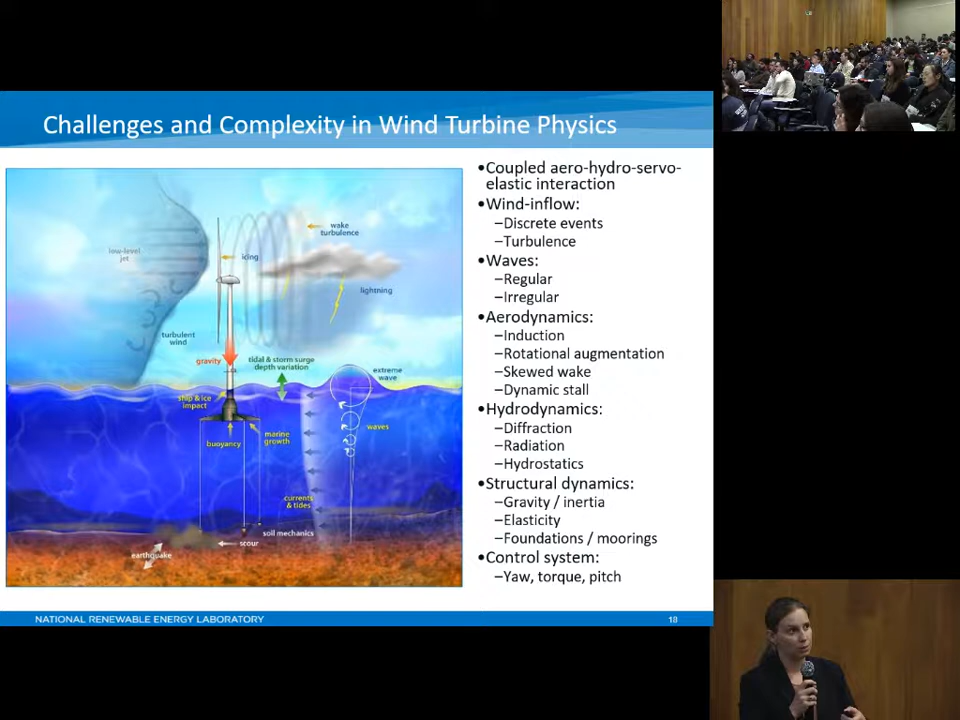 Challenges and Complexity in Wind Turbine Physics
low-level
jet
wake
turbulence
icing
lightning
turbulent
wind
gravity
tidal & storm surge
depth variation
extreme
wave
ship & ice
impact
waves
buoyancy
marine
growth
currents
& tides
soil mechanics
scour
earthquake
•Coupled aero-hydro-servo-
elastic interaction
•Wind-inflow:
–Discrete events
–Turbulence
•Waves:
–Regular
–Irregular
•Aerodynamics:
–Induction
–Rotational augmentation
–Skewed wake
–Dynamic stall
•Hydrodynamics:
–Diffraction
–Radiation
–Hydrostatics
•Structural dynamics:
–Gravity / inertia
–Elasticity
–Foundations / moorings
•Control system:
–Yaw, torque, pitch
NATIONAL RENEWABLE ENERGY LABORATORY
18